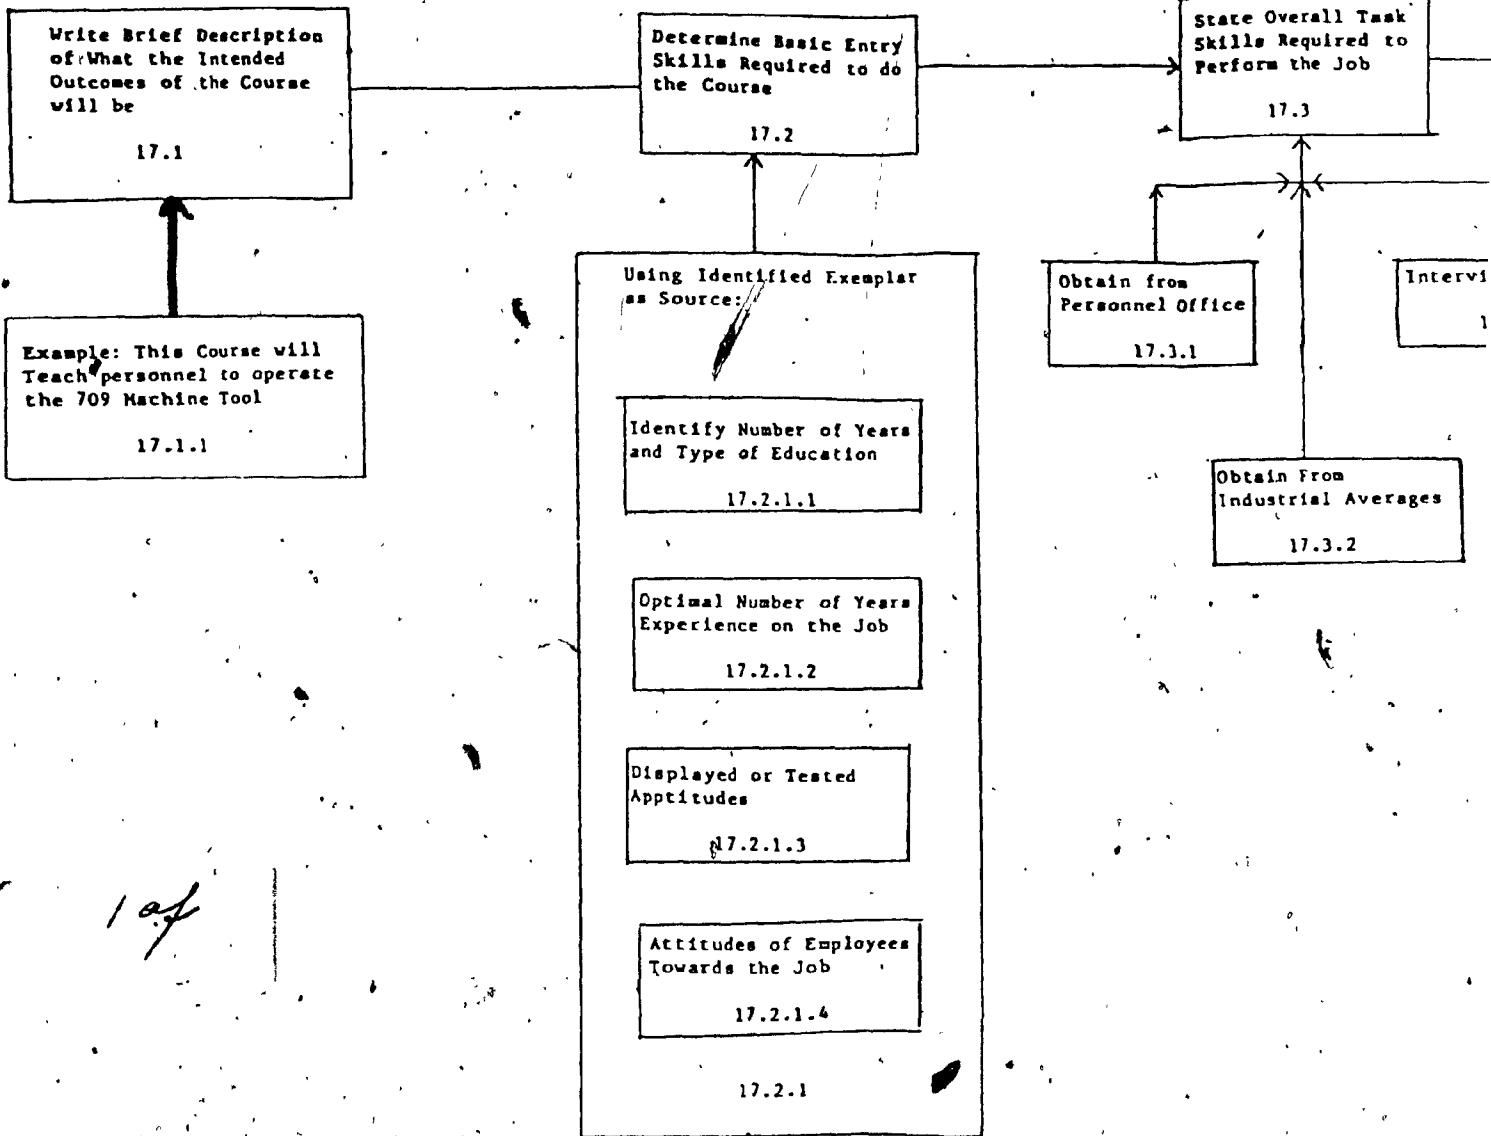 Write Brief Description
of What the Intended
Outcomes of the Course
will be
17.1
Determine Basic Entry
Skills Required to do
the Course
17.2
State Overall Task
Skills Required to
Perform the Job
17.3
Example: This Course will
Teach personnel to operate
the 709 Machine Tool
17.1.1
Using Identified Exemplar
as Source:
Identify Number of Years
and Type of Education
17.2.1.1
Optimal Number of Years
Experience on the Job
17.2.1.2
Displayed or Tested
Apptitudes
17.2.1.3
Attitudes of Employees
Towards the Job
17.2.1.4
17.2.1
Obtain from
Personnel Office
17.3.1
Intervi
1
Obtain From
Industrial Averages
17.3.2
1 of